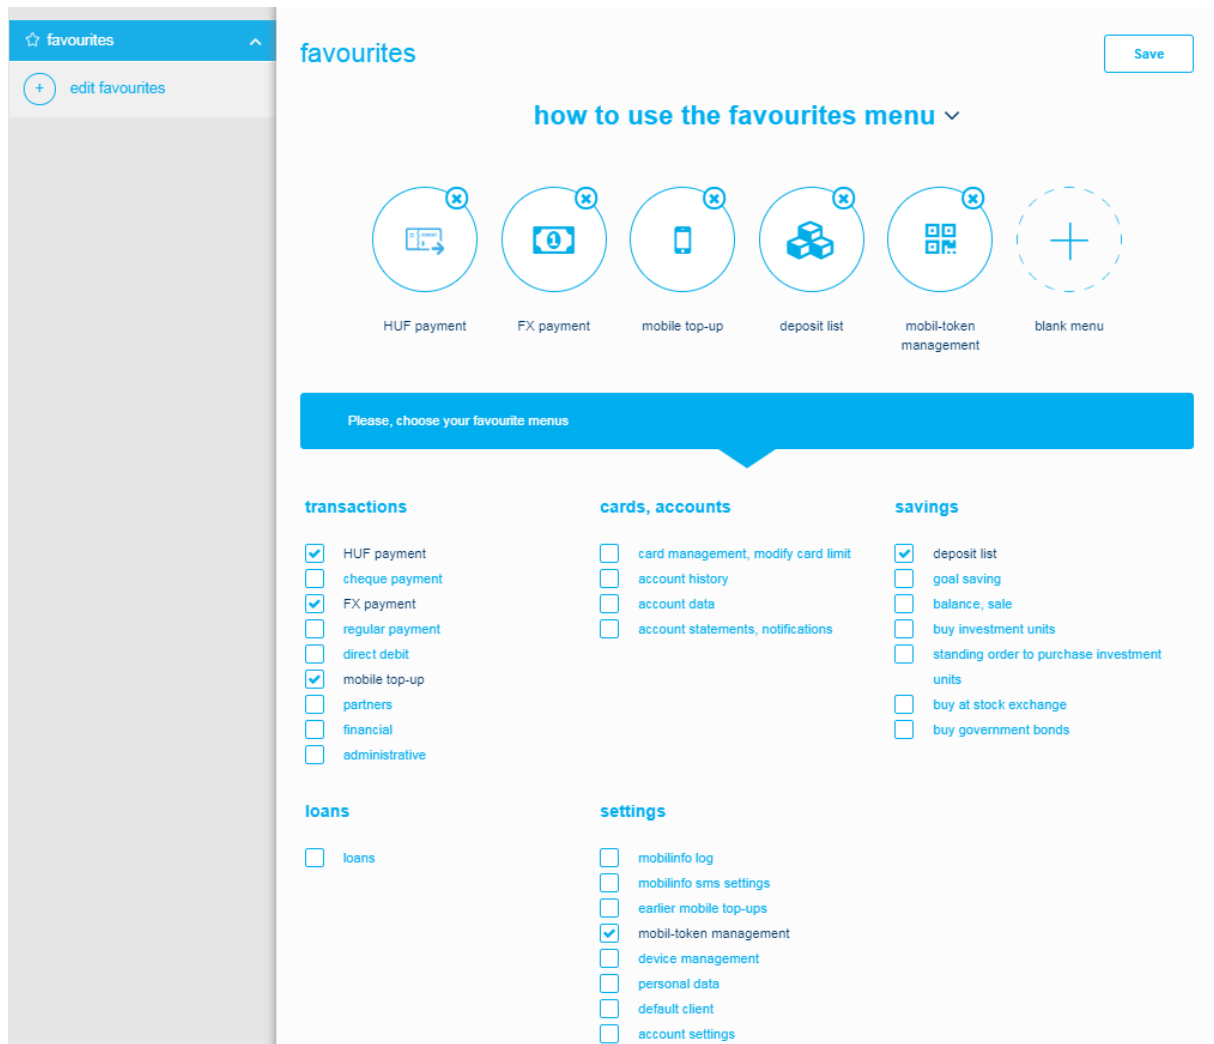 favourites
edit favourites
favourites
Save
how to use the favourites menu
HUF payment
FX payment
mobile top-up
deposit list
mobil-token
management
blank menu
Please, choose your favourite menus
transactions
HUF payment
cheque payment
FX payment
regular payment
direct debit
mobile top-up
partners
financial
administrative
cards, accounts
card management, modify card limit
account history
account data
account statements, notifications
savings
deposit list
goal saving
balance, sale
buy investment units
standing order to purchase investment
units
buy at stock exchange
buy government bonds
loans
loans
settings
mobilinfo log
mobilinfo sms settings
earlier mobile top-ups
mobil-token management
device management
personal data
default client
account settings